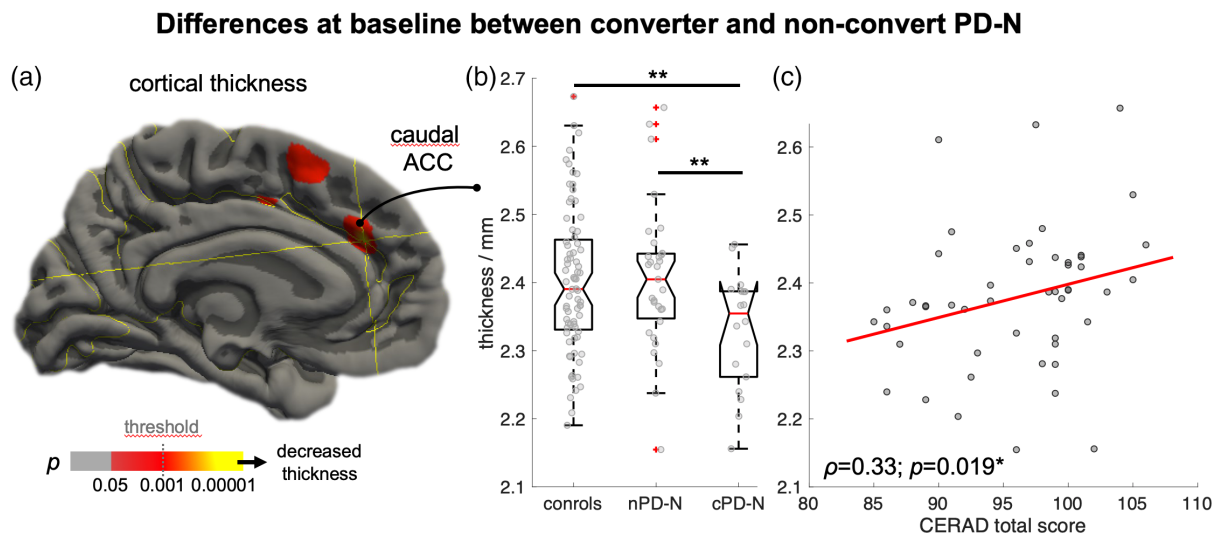 Differences at baseline between converter and non-convert PD-N
(a)
cortical thickness
caudal
ACC
threshold
p
0.05 0.001 0.00001
decreased
thickness
(b)
2.7
2.6
2.5
2.4
2.3
2.2
2.1
thickness / mm
**
**
conrols nPD-N cPD-N
(c)
2.6
2.5
2.4
2.3
2.2
2.1
ρ=0.33; p=0.019*
80 85 90 95 100 105 110
CERAD total score